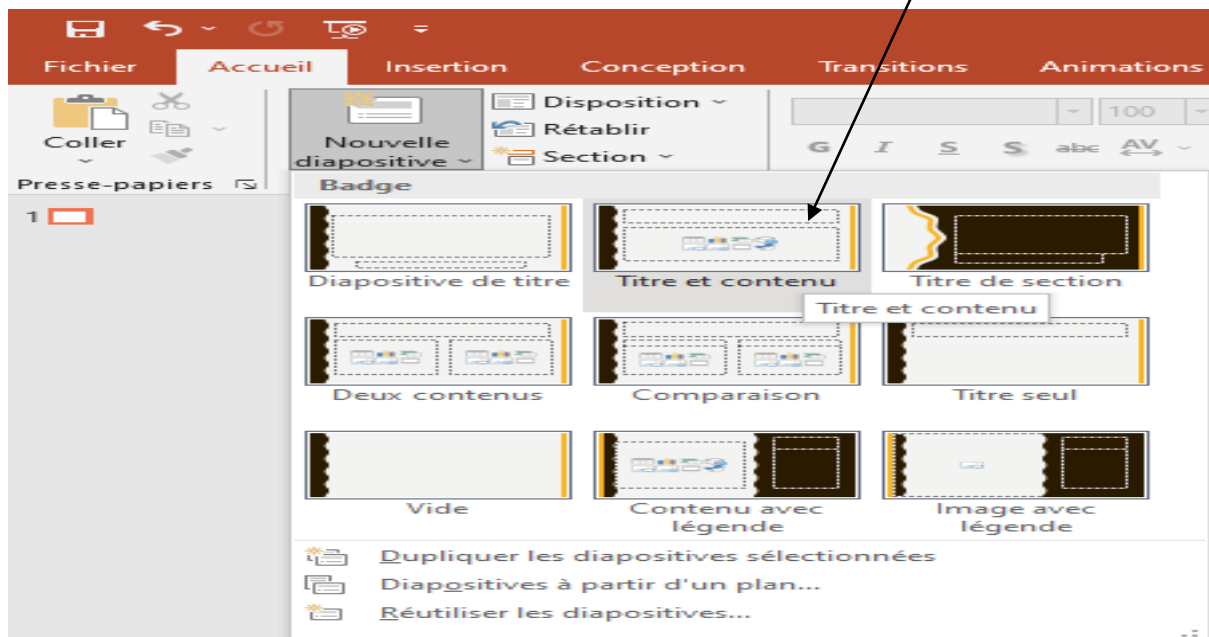 Fichier Accueil Insertion Conception Transitions Animations
Coller
Presse-papiers
Nouvelle
diapositive
Disposition
Rétablir
Section
100
G I S S abc AV
1
Badge
Diapositive de titre Titre et contenu Titre de section
Titre et contenu
Deux contenus Comparaison Titre seul
Vide Contenu avec légende Image avec légende
Dupliquer les diapositives sélectionnées
Diapositives à partir d'un plan...
Réutiliser les diapositives...